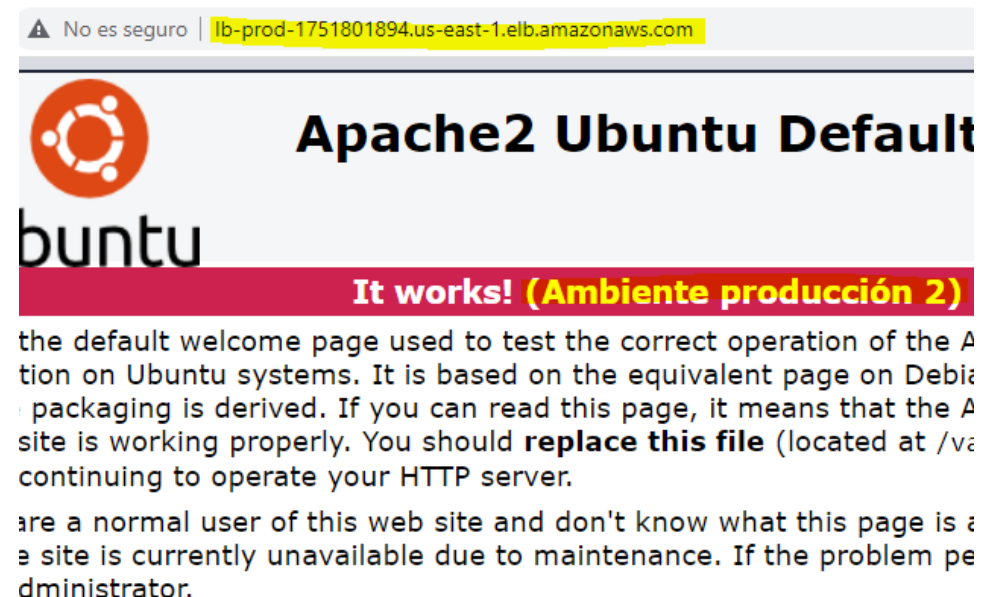 No es seguro | lb-prod-1751801894.us-east-1.elb.amazonaws.com
Apache2 Ubuntu Default
buntu
It works! (Ambiente producción 2)
the default welcome page used to test the correct operation of the A
tion on Ubuntu systems. It is based on the equivalent page on Debia
packaging is derived. If you can read this page, it means that the A
site is working properly. You should replace this file (located at /va
continuing to operate your HTTP server.
are a normal user of this web site and don't know what this page is a
e site is currently unavailable due to maintenance. If the problem pe
dministrator.